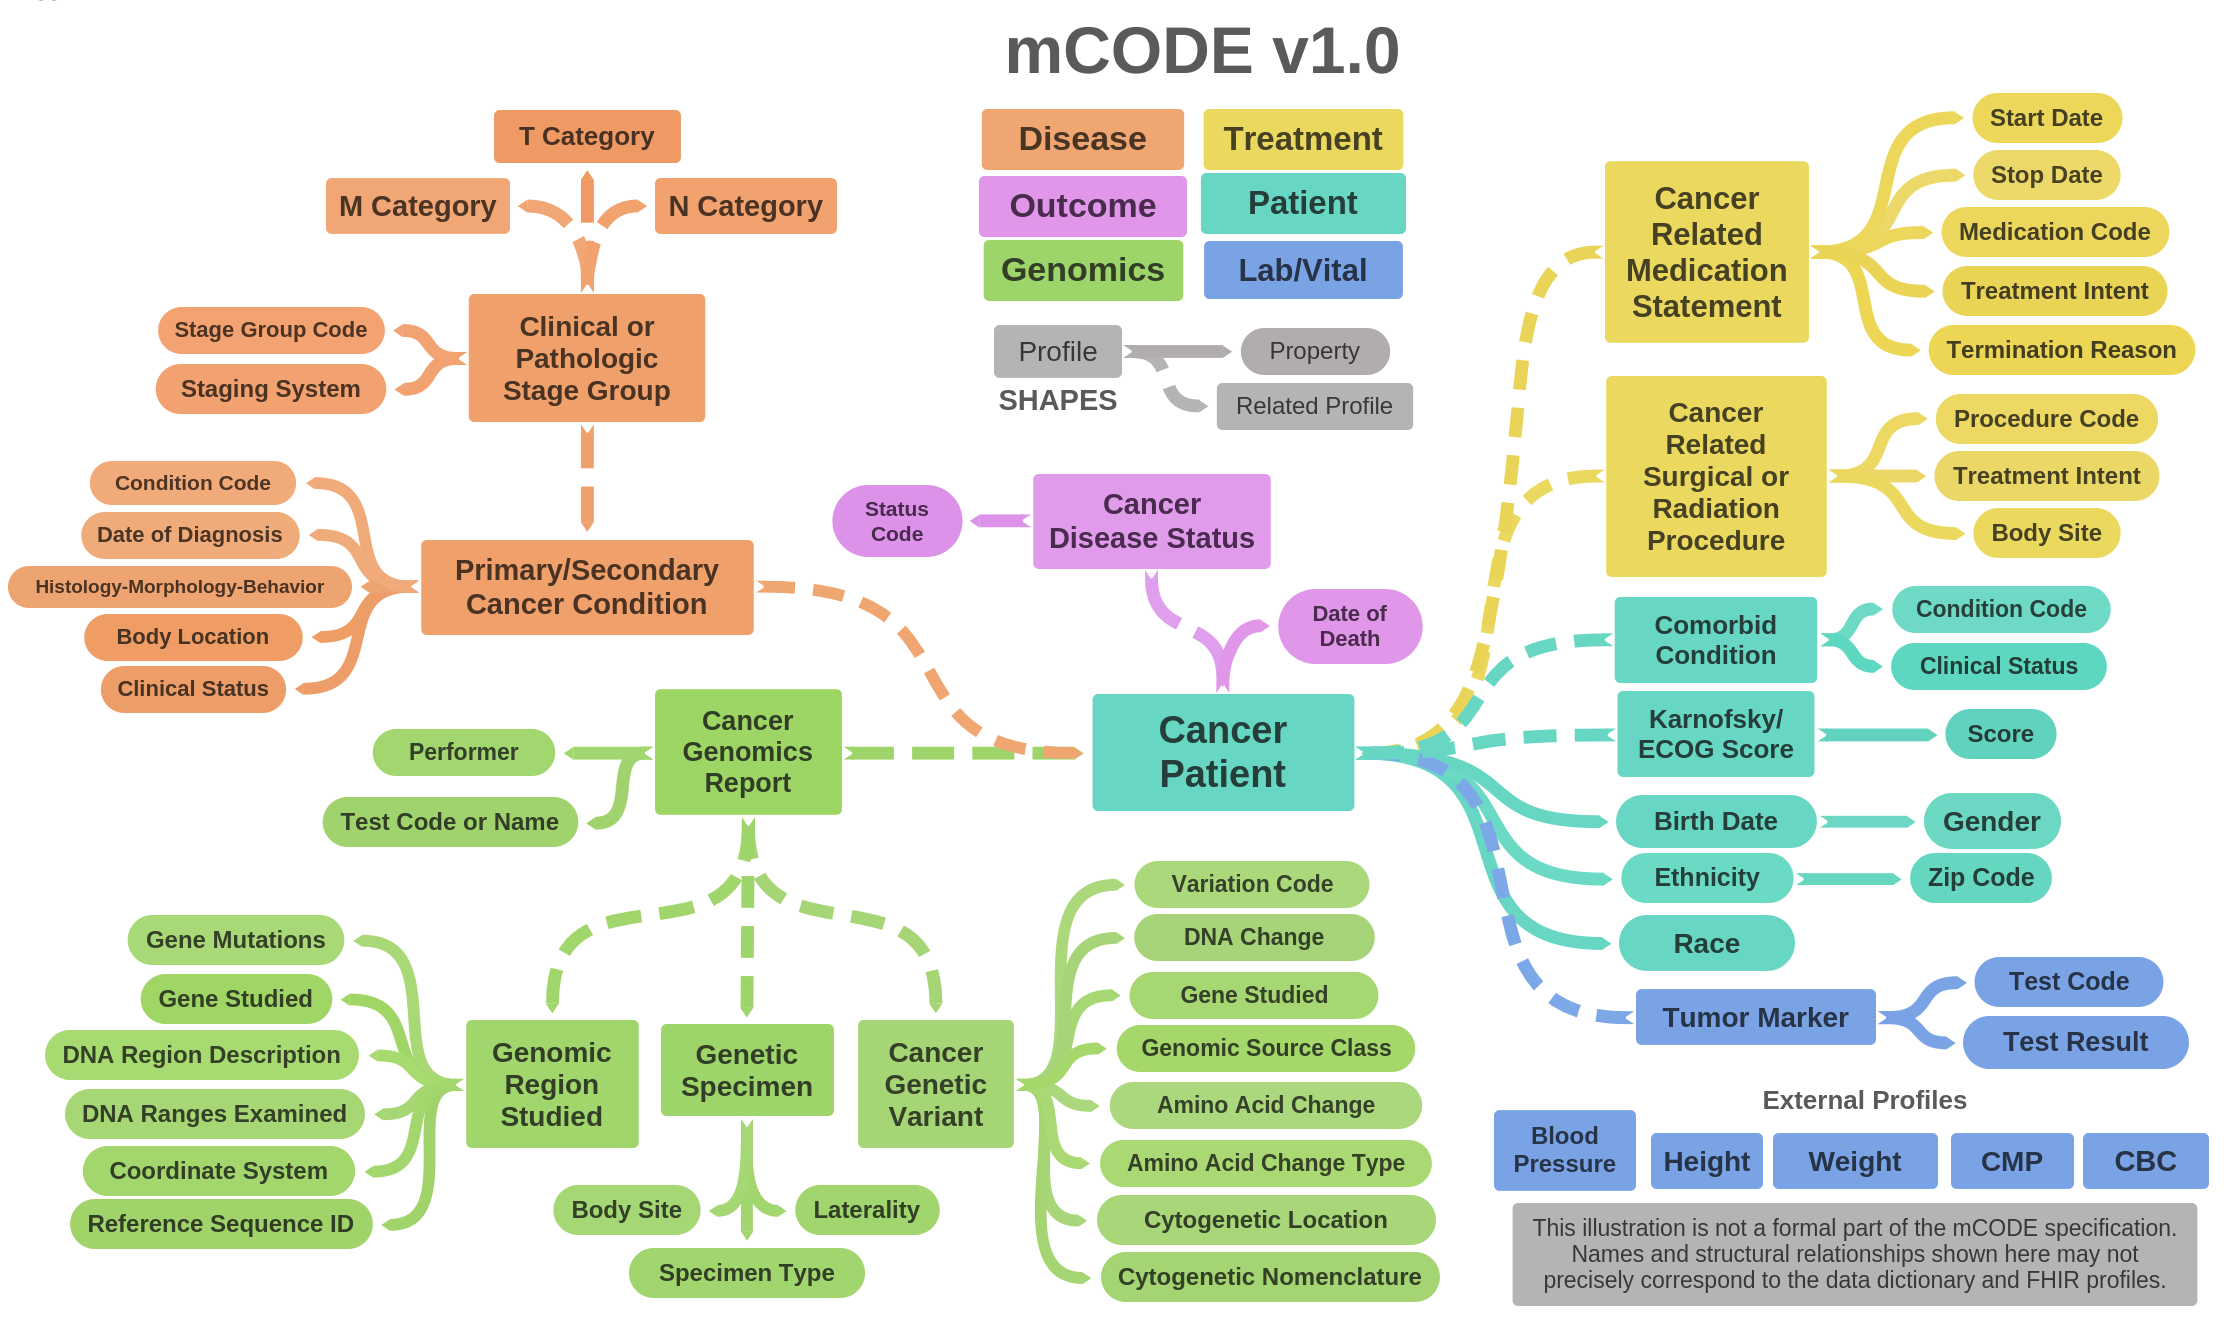 mCODE v1.0
Disease
Treatment
Outcome
Patient
Genomics
Lab/Vital
Profile
Property
SHAPES
Related Profile
T Category
M Category
N Category
Clinical or
Pathologic
Stage Group
Stage Group Code
Staging System
Condition Code
Date of Diagnosis
Histology-Morphology-Behavior
Body Location
Clinical Status
Primary/Secondary
Cancer Condition
Status
Code
Cancer
Disease Status
Date of
Death
Cancer
Patient
Performer
Test Code or Name
Cancer
Genomics
Report
Gene Mutations
Gene Studied
DNA Region Description
DNA Ranges Examined
Coordinate System
Reference Sequence ID
Genomic
Region
Studied
Genetic
Specimen
Body Site
Laterality
Specimen Type
Cancer
Genetic
Variant
Variation Code
DNA Change
Gene Studied
Genomic Source Class
Amino Acid Change
Amino Acid Change Type
Cytogenetic Location
Cytogenetic Nomenclature
Cancer
Related
Medication
Statement
Start Date
Stop Date
Medication Code
Treatment Intent
Termination Reason
Cancer
Related
Surgical or
Radiation
Procedure
Procedure Code
Treatment Intent
Body Site
Comorbid
Condition
Condition Code
Clinical Status
Karnofsky/
ECOG Score
Score
Birth Date
Gender
Ethnicity
Zip Code
Race
Tumor Marker
Test Code
Test Result
External Profiles
Blood
Pressure
Height
Weight
CMP
CBC
This illustration is not a formal part of the mCODE specification.
Names and structural relationships shown here may not
precisely correspond to the data dictionary and FHIR profiles.